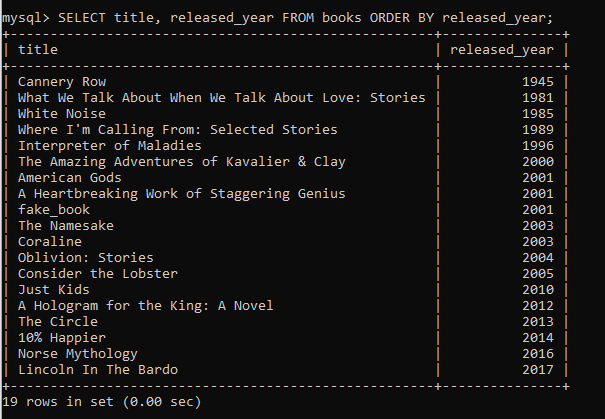 mysql> SELECT title, released_year FROM books ORDER BY released_year;
+----------------------------------------------------+---------------+
| title                                              | released_year |
+----------------------------------------------------+---------------+
| Cannery Row                                        |          1945 |
| What We Talk About When We Talk About Love: Stories |          1981 |
| White Noise                                        |          1985 |
| Where I'm Calling From: Selected Stories           |          1989 |
| Interpreter of Maladies                            |          1996 |
| The Amazing Adventures of Kavalier & Clay          |          2000 |
| American Gods                                      |          2001 |
| A Heartbreaking Work of Staggering Genius          |          2001 |
| fake_book                                          |          2001 |
| The Namesake                                       |          2003 |
| Coraline                                           |          2003 |
| Oblivion: Stories                                  |          2004 |
| Consider the Lobster                               |          2005 |
| Just Kids                                          |          2010 |
| A Hologram for the King: A Novel                   |          2012 |
| The Circle                                         |          2013 |
| 10% Happier                                        |          2014 |
| Norse Mythology                                    |          2016 |
| Lincoln In The Bardo                               |          2017 |
+----------------------------------------------------+---------------+
19 rows in set (0.00 sec)